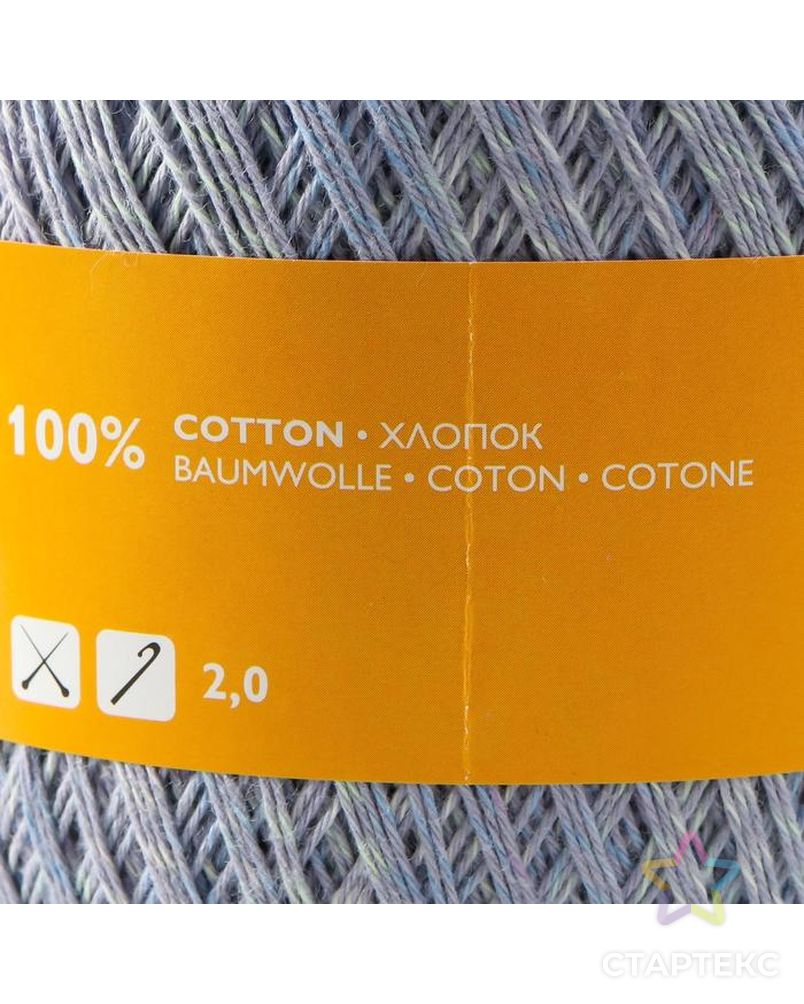 100% COTTON • ХЛОПОК
BAUMWOLLE • COTON • COTONE
2,0
СТАРТЕКС